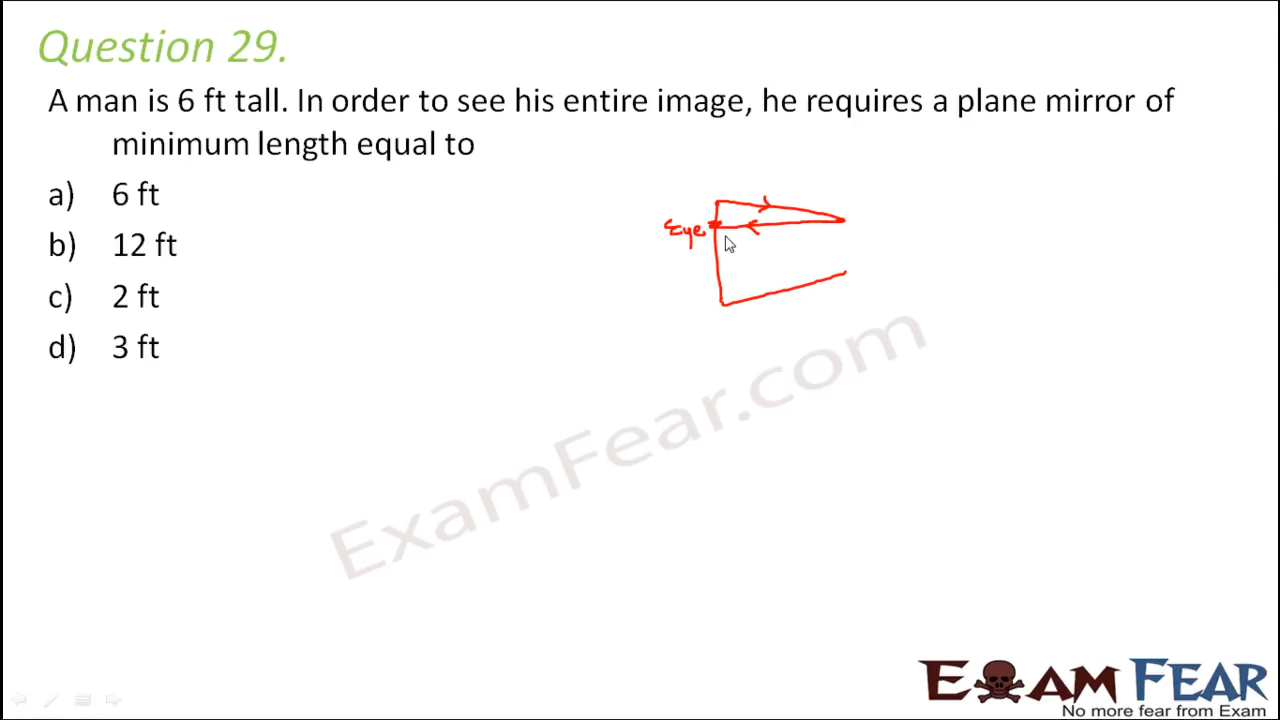 Question 29.
A man is 6 ft tall. In order to see his entire image, he requires a plane mirror of
minimum length equal to
a) 6 ft
b) 12 ft
c) 2 ft
d) 3 ft
Eye
ExamFear.com
EXAM FEAR
No more fear from Exam